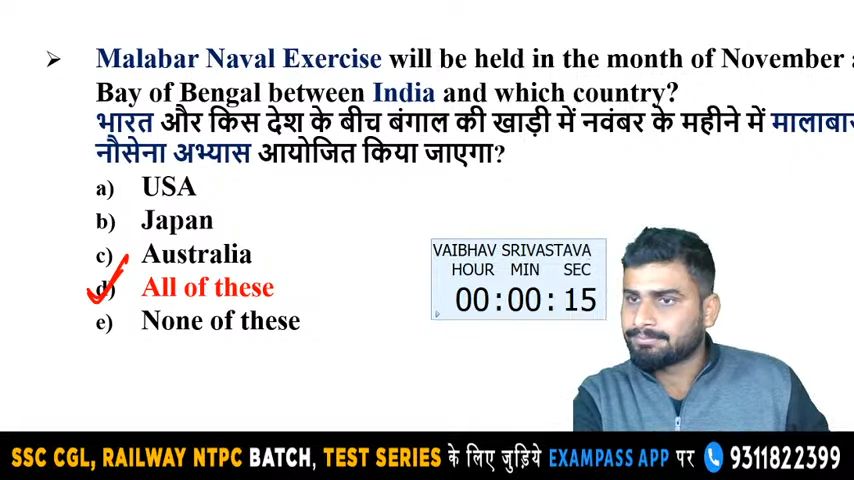 ➤ Malabar Naval Exercise will be held in the month of November a
Bay of Bengal between India and which country?
भारत और किस देश के बीच बंगाल की खाड़ी में नवंबर के महीने में मालाबार
नौसेना अभ्यास आयोजित किया जाएगा?
a) USA
b) Japan
c) Australia
d) All of these
e) None of these
VAIBHAV SRIVASTAVA
HOUR MIN SEC
00:00:15
SSC CGL, RAILWAY NTPC BATCH, TEST SERIES के लिए जुड़िये EXAMPASS APP पर 9311822399